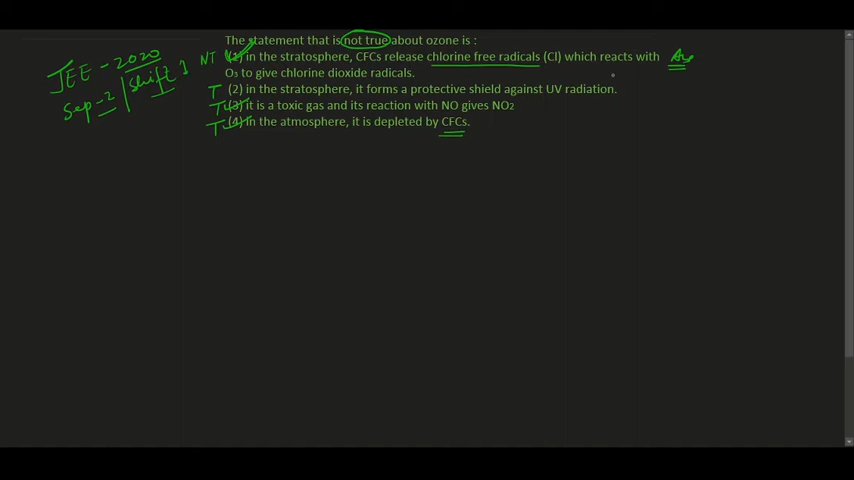 The statement that is not true about ozone is :
JEE - 2020
Sep - 2 | Shift 1
NT (1) in the stratosphere, CFCs release chlorine free radicals (Cl) which reacts with Ans
O₃ to give chlorine dioxide radicals.
T (2) in the stratosphere, it forms a protective shield against UV radiation.
T (3) it is a toxic gas and its reaction with NO gives NO2
T (4) in the atmosphere, it is depleted by CFCs.